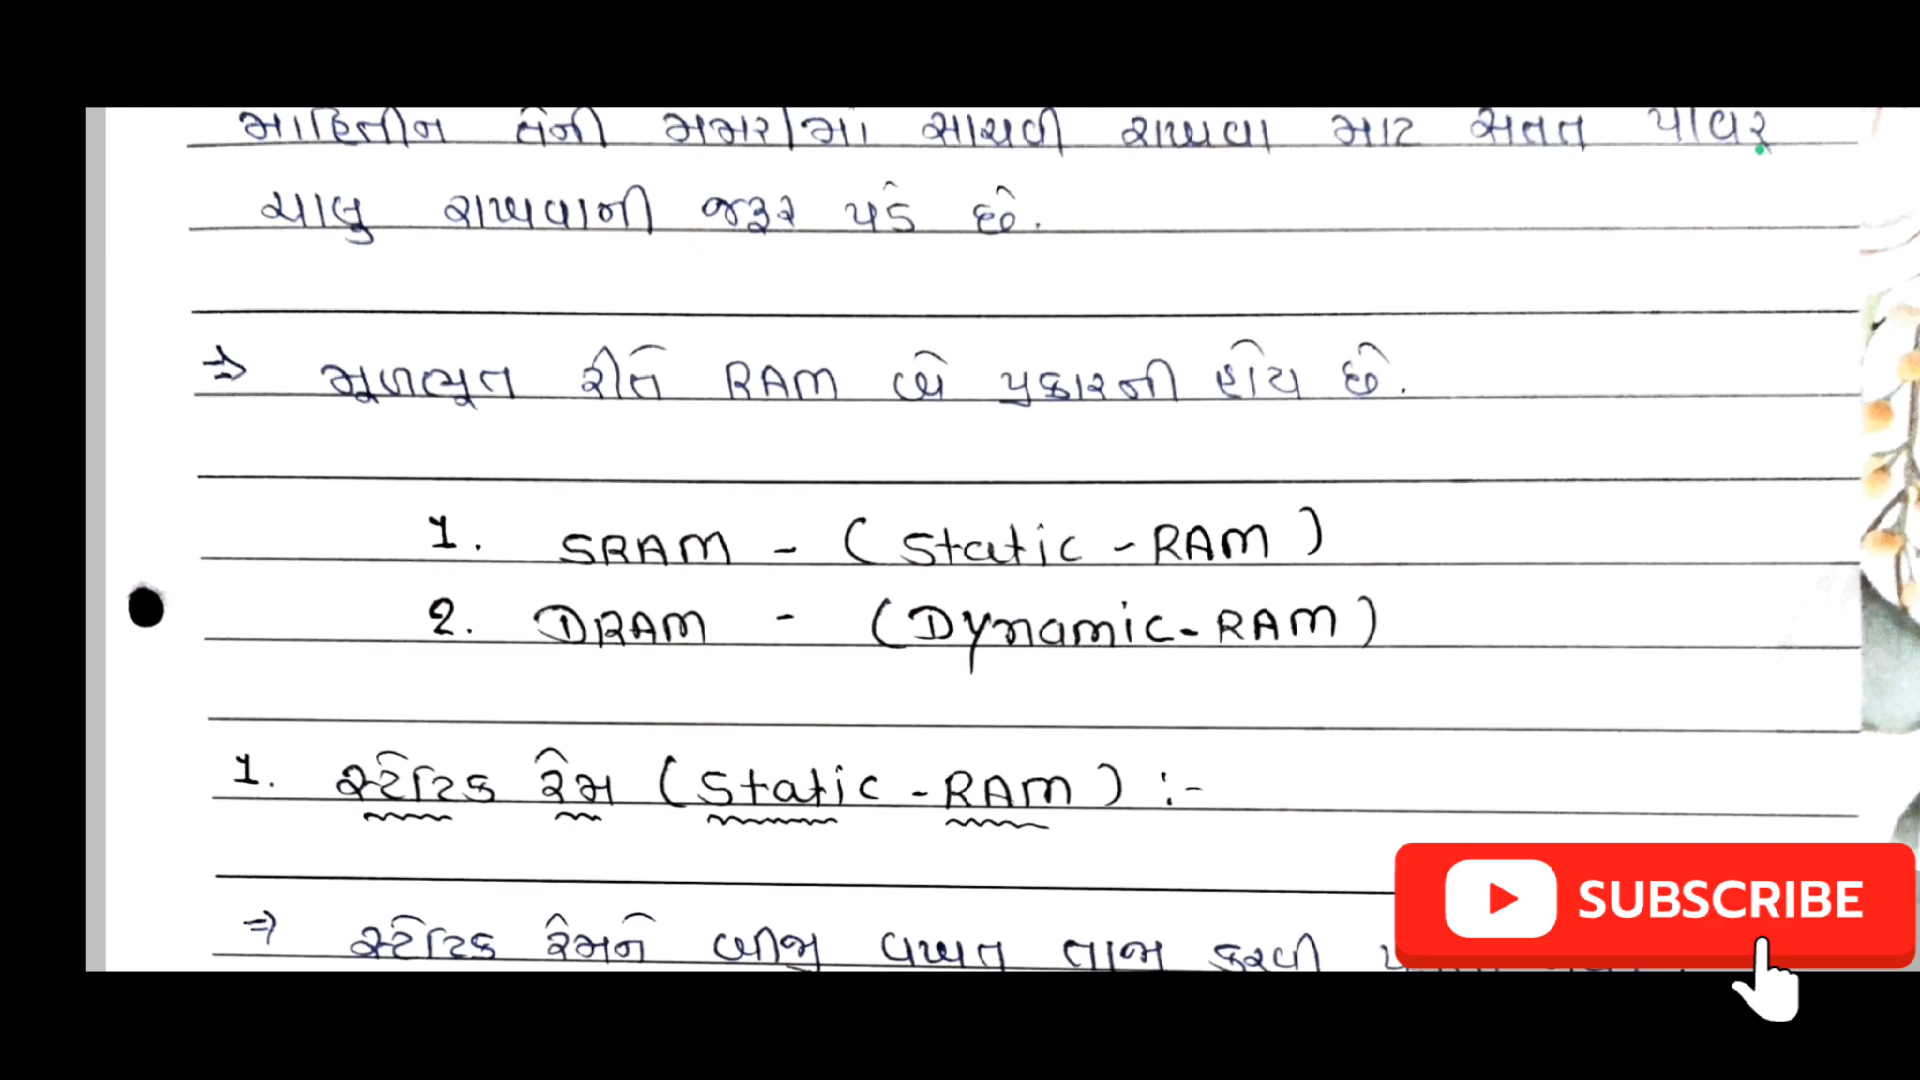 માહિતીને તેની મેમરીમાં સાચવી રાખવા માટે સતત પાવર
ચાલુ રાખવાની જરૂર પડે છે.
⇒ મૂળભૂત રીતે RAM બે પ્રકારની હોય છે.
1. SRAM - (Static - RAM)
2. DRAM - (Dynamic - RAM)
1. સ્ટેટિક રેમ (Static - RAM) :-
⇒ સ્ટેટિક રેમને બીજી વખત તાજી કરવી
SUBSCRIBE